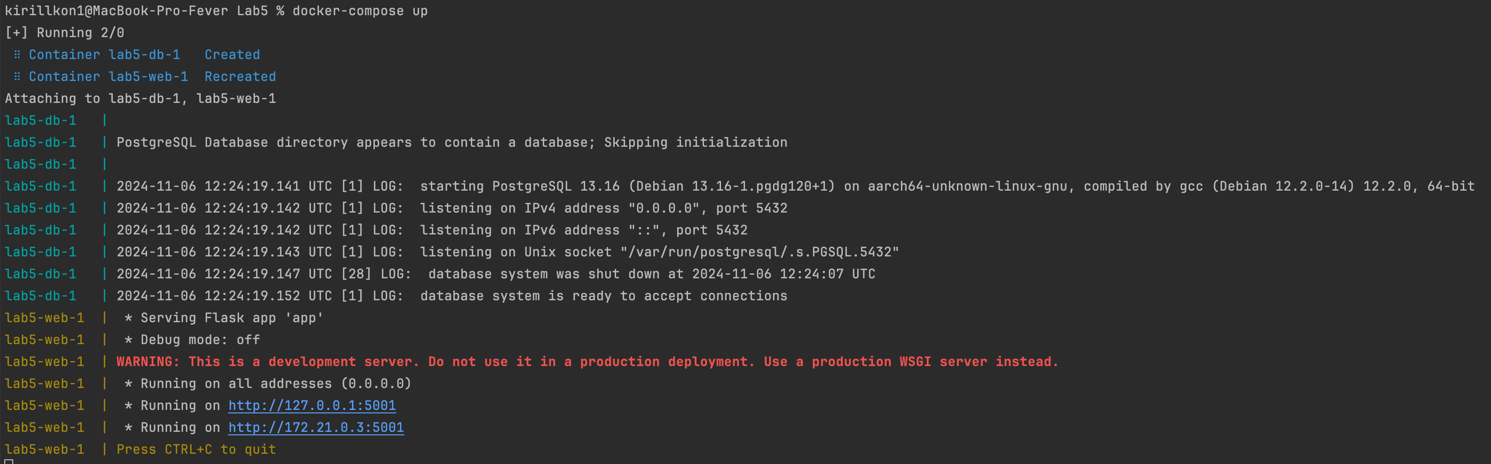 kirillkon1@MacBook-Pro-Fever Lab5 % docker-compose up
[+] Running 2/0
⠿ Container lab5-db-1   Created
⠿ Container lab5-web-1  Recreated
Attaching to lab5-db-1, lab5-web-1
lab5-db-1   |
lab5-db-1   | PostgreSQL Database directory appears to contain a database; Skipping initialization
lab5-db-1   |
lab5-db-1   | 2024-11-06 12:24:19.141 UTC [1] LOG:  starting PostgreSQL 13.16 (Debian 13.16-1.pgdg120+1) on aarch64-unknown-linux-gnu, compiled by gcc (Debian 12.2.0-14) 12.2.0, 64-bit
lab5-db-1   | 2024-11-06 12:24:19.142 UTC [1] LOG:  listening on IPv4 address "0.0.0.0", port 5432
lab5-db-1   | 2024-11-06 12:24:19.142 UTC [1] LOG:  listening on IPv6 address "::", port 5432
lab5-db-1   | 2024-11-06 12:24:19.143 UTC [1] LOG:  listening on Unix socket "/var/run/postgresql/.s.PGSQL.5432"
lab5-db-1   | 2024-11-06 12:24:19.147 UTC [28] LOG:  database system was shut down at 2024-11-06 12:24:07 UTC
lab5-db-1   | 2024-11-06 12:24:19.152 UTC [1] LOG:  database system is ready to accept connections
lab5-web-1  |  * Serving Flask app 'app'
lab5-web-1  |  * Debug mode: off
lab5-web-1  | WARNING: This is a development server. Do not use it in a production deployment. Use a production WSGI server instead.
lab5-web-1  |  * Running on all addresses (0.0.0.0)
lab5-web-1  |  * Running on http://127.0.0.1:5001
lab5-web-1  |  * Running on http://172.21.0.3:5001
lab5-web-1  | Press CTRL+C to quit